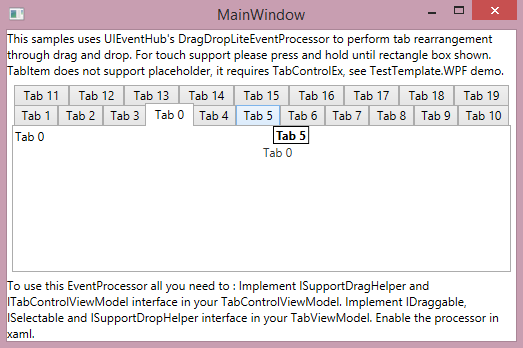 MainWindow
This samples uses UIEventHub's DragDropLiteEventProcessor to perform tab rearrangement
through drag and drop. For touch support please press and hold until rectangle box shown.
TabItem does not support placeholder, it requires TabControlEx, see TestTemplate.WPF demo.
Tab 11 Tab 12 Tab 13 Tab 14 Tab 15 Tab 16 Tab 17 Tab 18 Tab 19
Tab 1 Tab 2 Tab 3 Tab 0 Tab 4 Tab 5 Tab 6 Tab 7 Tab 8 Tab 9 Tab 10
Tab 0 Tab 5
Tab 0
To use this EventProcessor all you need to : Implement ISupportDragHelper and
ITabControlViewModel interface in your TabControlViewModel. Implement IDraggable,
ISelectable and ISupportDropHelper interface in your TabViewModel. Enable the processor in
xaml.